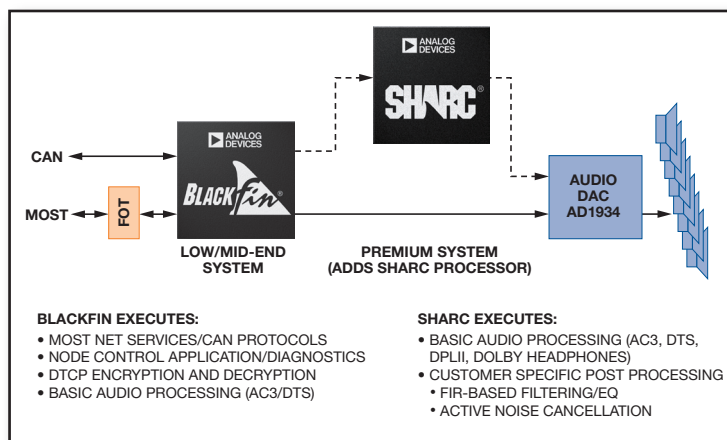 ANALOG
DEVICES
SHARC®
ANALOG
DEVICES
BLACKfin®
CAN
MOST
FOT
AUDIO
DAC
AD1934
LOW/MID-END
SYSTEM
PREMIUM SYSTEM
(ADDS SHARC PROCESSOR)
BLACKFIN EXECUTES:
• MOST NET SERVICES/CAN PROTOCOLS
• NODE CONTROL APPLICATION/DIAGNOSTICS
• DTCP ENCRYPTION AND DECRYPTION
• BASIC AUDIO PROCESSING (AC3/DTS)
SHARC EXECUTES:
• BASIC AUDIO PROCESSING (AC3, DTS,
DPLII, DOLBY HEADPHONES)
• CUSTOMER SPECIFIC POST PROCESSING
• FIR-BASED FILTERING/EQ
• ACTIVE NOISE CANCELLATION